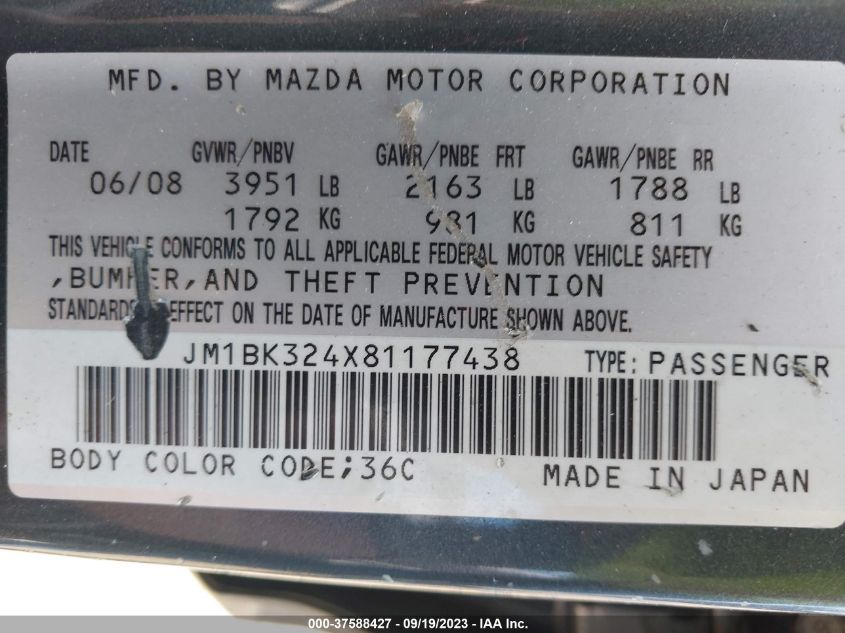 MFD. BY MAZDA MOTOR CORPORATION
DATE GVWR/PNBV GAWR/PNBE FRT GAWR/PNBE RR
06/08 3951 LB 2163 LB 1788 LB
1792 KG 981 KG 811 KG
THIS VEHICLE CONFORMS TO ALL APPLICABLE FEDERAL MOTOR VEHICLE SAFETY
,BUMPER,AND THEFT PREVENTION
STANDARDS IN EFFECT ON THE DATE OF MANUFACTURE SHOWN ABOVE.
JM1BK324X81177438 TYPE: PASSENGER
BODY COLOR CODE;36C MADE IN JAPAN
000-37588427 - 09/19/2023 - IAA Inc.